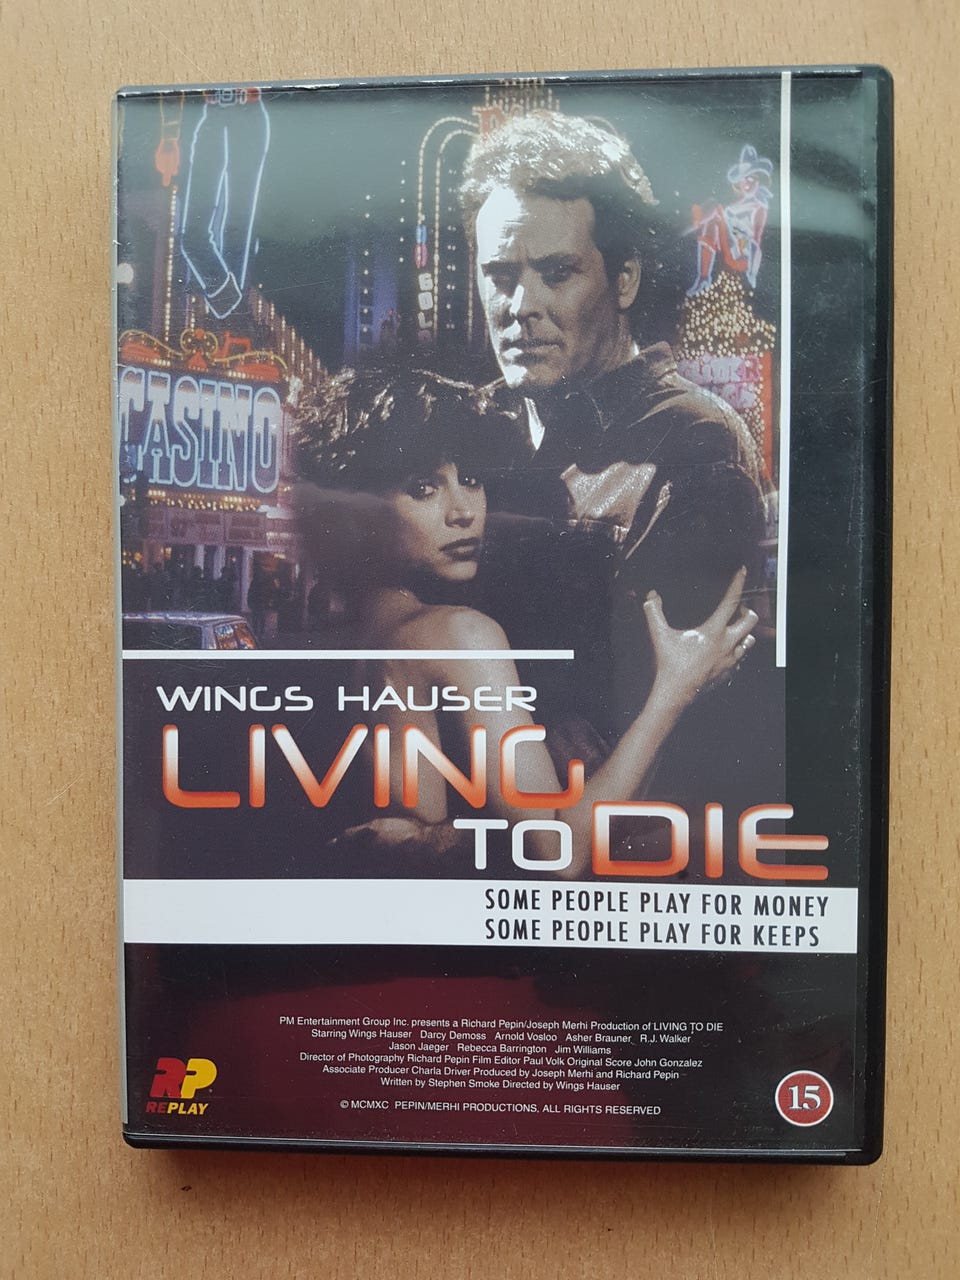 CASINO
GOL
WINGS HAUSER
LIVING
TO DIE
SOME PEOPLE PLAY FOR MONEY
SOME PEOPLE PLAY FOR KEEPS
PM Entertainment Group Inc. presents a Richard Pepin/Joseph Merhi Production of LIVING TO DIE
Starring Wings Hauser Darcy Demoss Arnold Vosloo Asher Brauner R.J. Walker
Jason Jaeger Rebecca Barrington Jim Williams
Director of Photography Richard Pepin Film Editor Paul Volk Original Score John Gonzalez
Associate Producer Charla Driver Produced by Joseph Merhi and Richard Pepin
Written by Stephen Smoke Directed by Wings Hauser
© MCMXC PEPIN/MERHI PRODUCTIONS, ALL RIGHTS RESERVED
RP
REPLAY
15